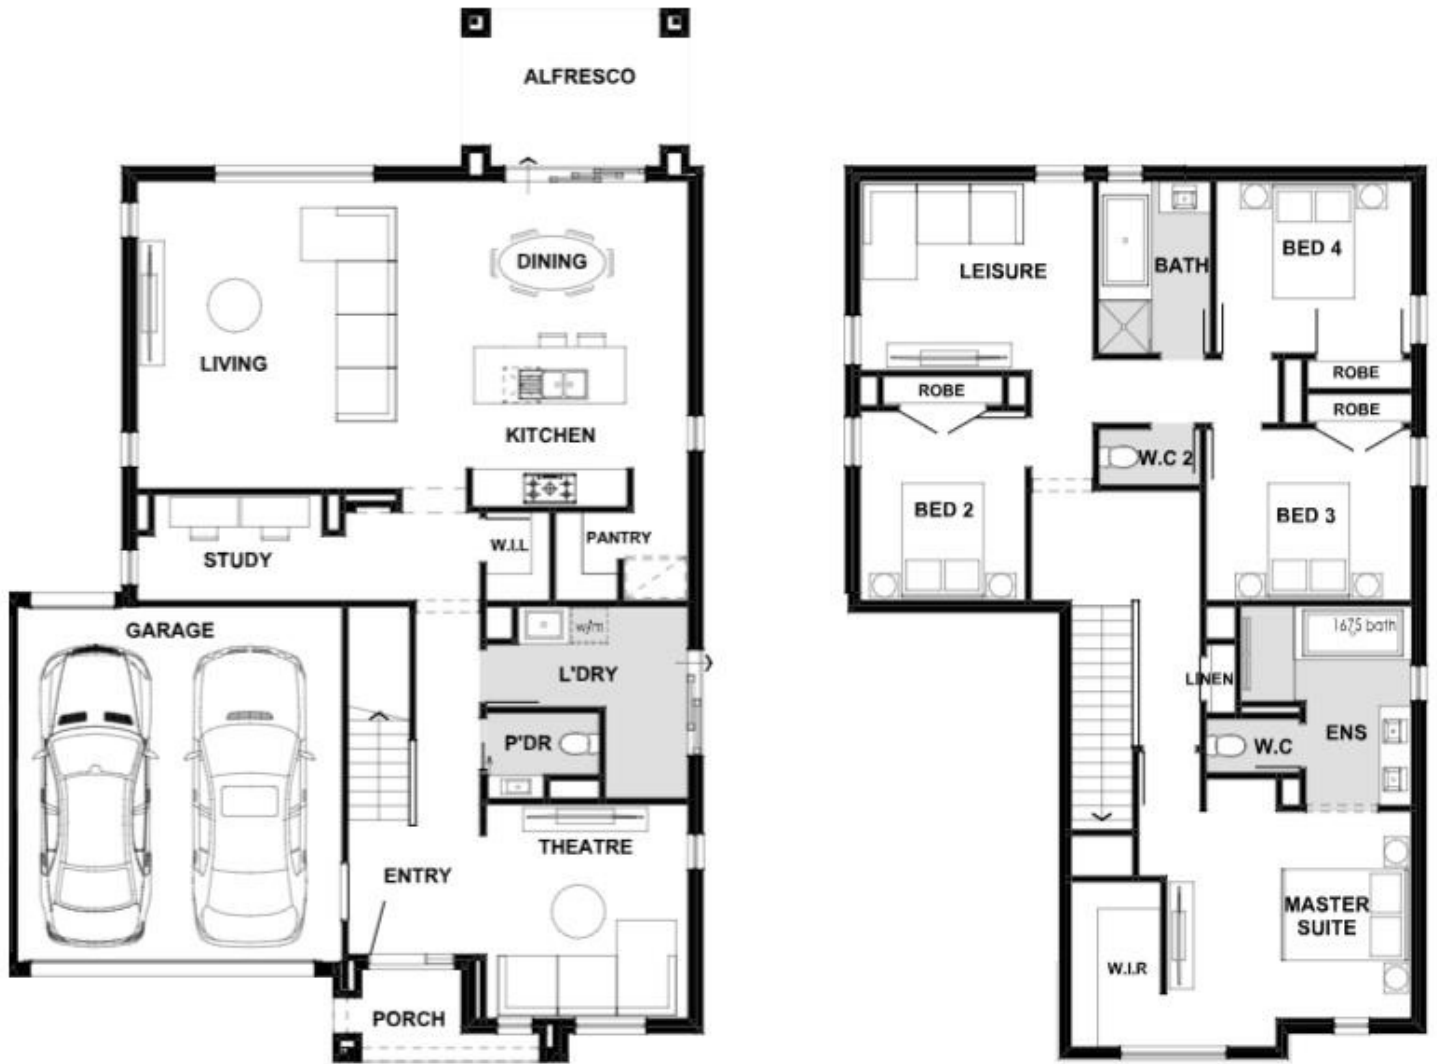 ALFRESCO
DINING
LIVING
KITCHEN
STUDY
W.I.L
PANTRY
GARAGE
w/m
L'DRY
P'DR
THEATRE
ENTRY
PORCH
LEISURE
BATH
BED 4
ROBE
ROBE
ROBE
W.C 2
BED 2
BED 3
1675 bath
LINEN
W.C
ENS
MASTER
SUITE
W.I.R